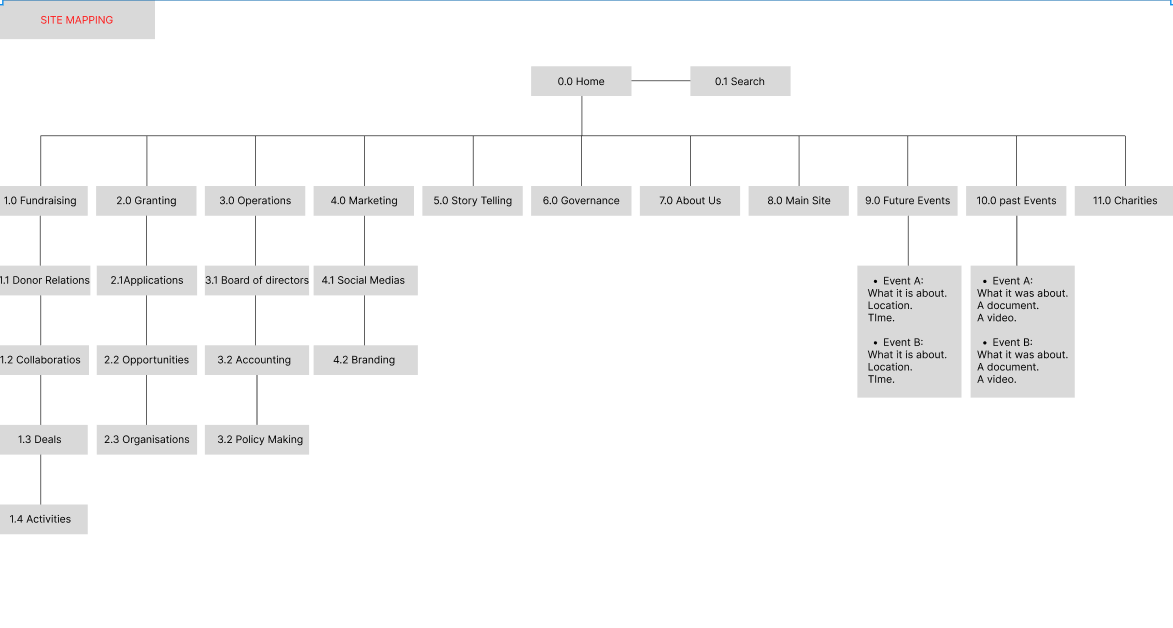 SITE MAPPING
0.0 Home
0.1 Search
1.0 Fundraising
2.0 Granting
3.0 Operations
4.0 Marketing
5.0 Story Telling
6.0 Governance
7.0 About Us
8.0 Main Site
9.0 Future Events
10.0 past Events
11.0 Charities
1.1 Donor Relations
2.1Applications
3.1 Board of directors
4.1 Social Medias
1.2 Collaboratios
2.2 Opportunities
3.2 Accounting
4.2 Branding
1.3 Deals
2.3 Organisations
3.2 Policy Making
1.4 Activities
• Event A:
What it is about.
Location.
TIme.
• Event B:
What it is about.
Location.
TIme.
• Event A:
What it was about.
A document.
A video.
• Event B:
What it was about.
A document.
A video.